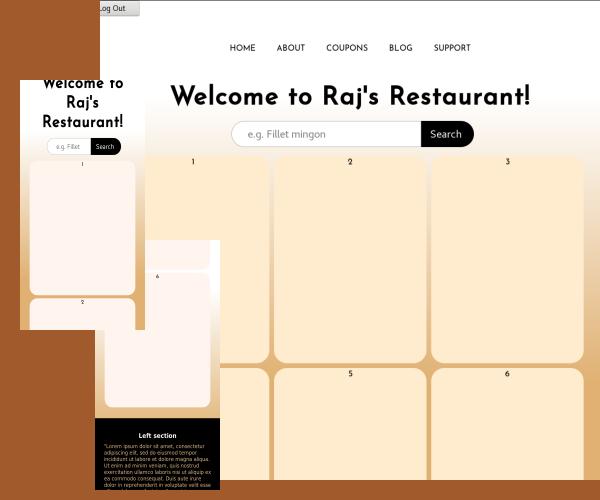 Log Out
HOME ABOUT COUPONS BLOG SUPPORT
Welcome to Raj's Restaurant!
e.g. Fillet mingon Search
1 2 3
5 6
Welcome to
Raj's
Restaurant!
e.g. Fillet Search
1
2
6
Left section
"Lorem ipsum dolor sit amet, consectetur
adipiscing elit, sed do eiusmod tempor
incididunt ut labore et dolore magna aliqua.
Ut enim ad minim veniam, quis nostrud
exercitation ullamco laboris nisi ut aliquip ex
ea commodo consequat. Duis aute irure
dolor in reprehenderit in voluptate velit esse